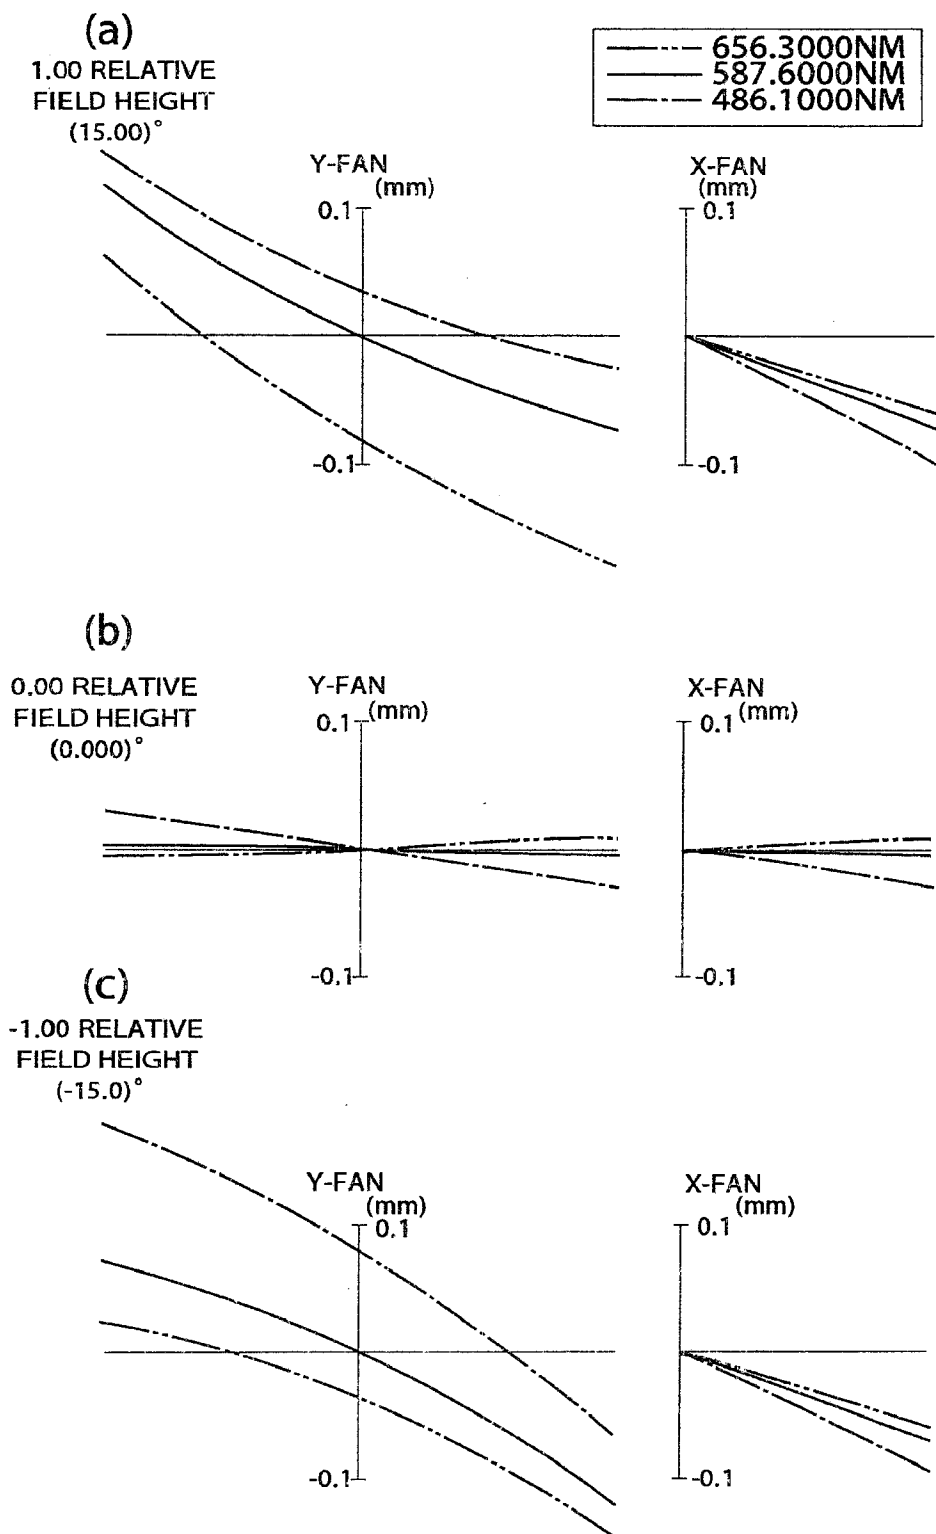 (a)
1.00 RELATIVE
FIELD HEIGHT
(15.00)°
656.3000NM
587.6000NM
486.1000NM
Y-FAN
(mm)
0.1
-0.1
X-FAN
(mm)
0.1
-0.1
(b)
0.00 RELATIVE
FIELD HEIGHT
(0.000)°
Y-FAN
(mm)
0.1
-0.1
X-FAN
(mm)
0.1
-0.1
(c)
-1.00 RELATIVE
FIELD HEIGHT
(-15.0)°
Y-FAN
(mm)
0.1
-0.1
X-FAN
(mm)
0.1
-0.1